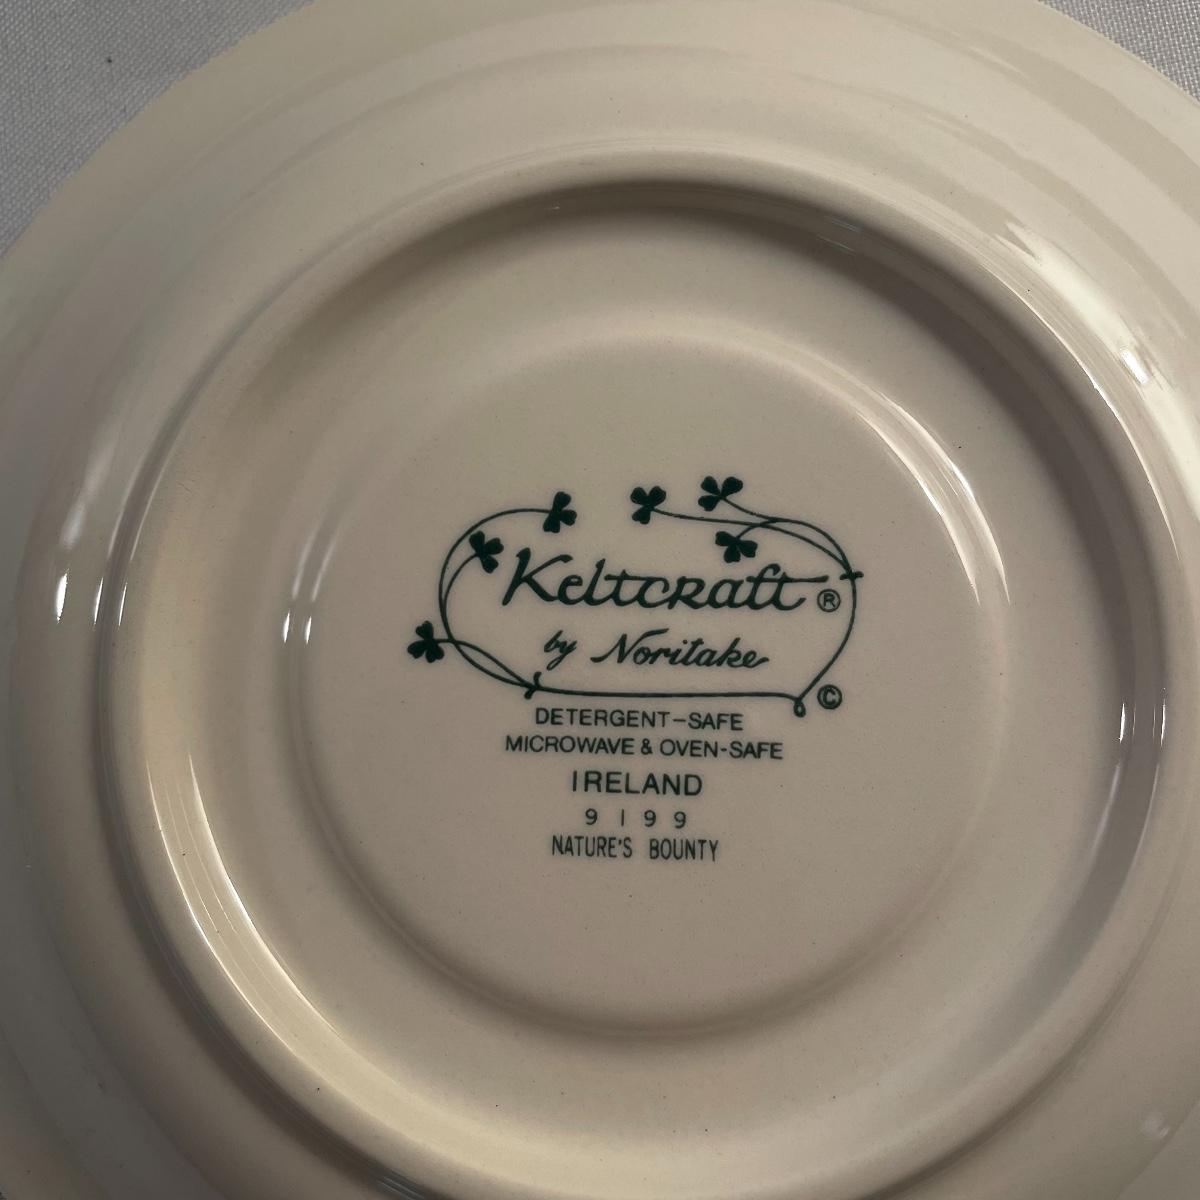 Keltcraft ®
by Noritake
©
DETERGENT-SAFE
MICROWAVE & OVEN-SAFE
IRELAND
9199
NATURE'S BOUNTY